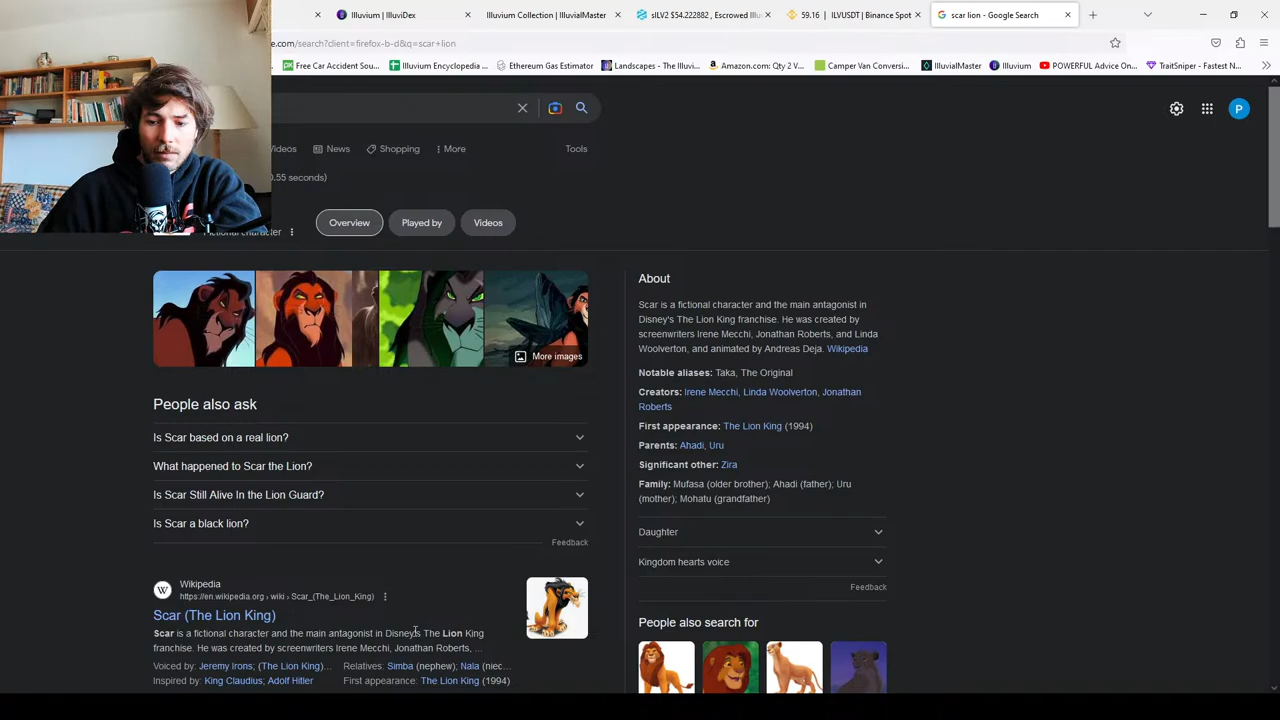 Illuvium | IlluviDex
Illuvium Collection | IlluvialMaster
sILV2 $54.222882 , Escrowed Illuv
59.16 | ILVUSDT | Binance Spot
scar lion - Google Search
e.com/search?client=firefox-b-d&q=scar+lion
Free Car Accident Sou...
Illuvium Encyclopedia ...
Ethereum Gas Estimator
Landscapes - The Illuvi...
Amazon.com: Qty 2 V...
Camper Van Conversi...
IlluvialMaster
Illuvium
POWERFUL Advice On...
TraitSniper - Fastest N...
P
Videos
News
Shopping
More
Tools
0.55 seconds)
Fictional character
Overview
Played by
Videos
More images
People also ask
Is Scar based on a real lion?
What happened to Scar the Lion?
Is Scar Still Alive In the Lion Guard?
Is Scar a black lion?
Feedback
W
Wikipedia
https://en.wikipedia.org › wiki › Scar_(The_Lion_King)
Scar (The Lion King)
Scar is a fictional character and the main antagonist in Disney's The Lion King
franchise. He was created by screenwriters Irene Mecchi, Jonathan Roberts, ...
Voiced by: Jeremy Irons; (The Lion King)...
Relatives: Simba (nephew); Nala (niec...
Inspired by: King Claudius; Adolf Hitler
First appearance: The Lion King (1994)
About
Scar is a fictional character and the main antagonist in
Disney's The Lion King franchise. He was created by
screenwriters Irene Mecchi, Jonathan Roberts, and Linda
Woolverton, and animated by Andreas Deja. Wikipedia
Notable aliases: Taka, The Original
Creators: Irene Mecchi, Linda Woolverton, Jonathan
Roberts
First appearance: The Lion King (1994)
Parents: Ahadi, Uru
Significant other: Zira
Family: Mufasa (older brother); Ahadi (father); Uru
(mother); Mohatu (grandfather)
Daughter
Kingdom hearts voice
Feedback
People also search for